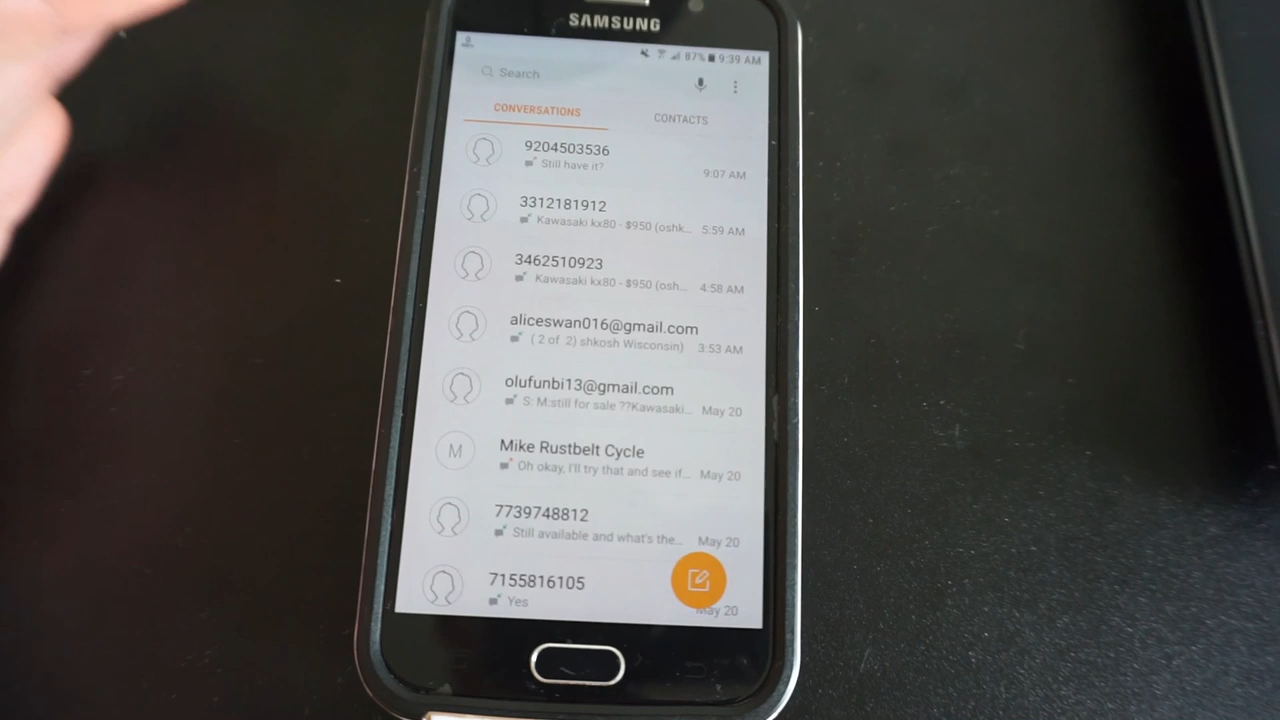 SAMSUNG
87% 9:39 AM
Search
CONVERSATIONS CONTACTS
9204503536
Still have it?
9:07 AM
3312181912
Kawasaki kx80 - $950 (oshk... 5:59 AM
3462510923
Kawasaki kx80 - $950 (osh... 4:58 AM
aliceswan016@gmail.com
( 2 of 2) shkosh Wisconsin) 3:53 AM
olufunbi13@gmail.com
S: M:still for sale ??Kawasaki... May 20
M
Mike Rustbelt Cycle
Oh okay, I'll try that and see if... May 20
7739748812
Still available and what's the... May 20
7155816105
Yes
May 20